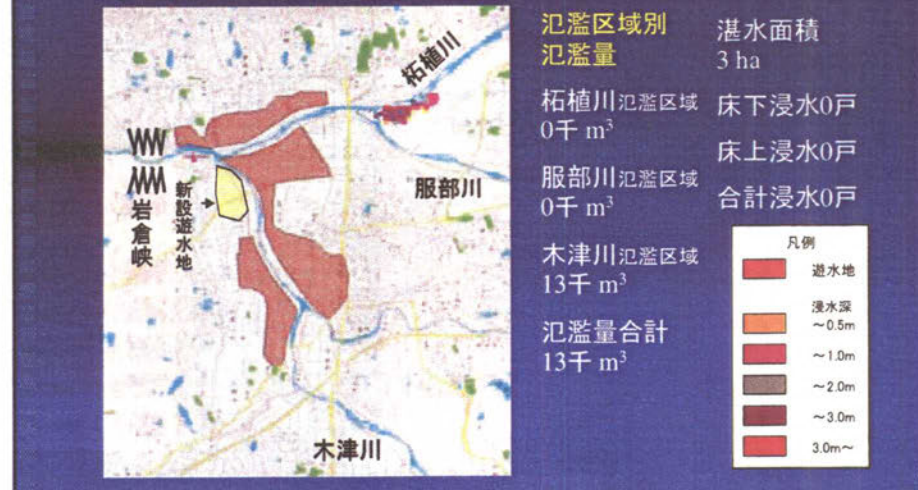 柘植川
服部川
岩倉峡
新設遊水地
木津川
氾濫区域別
氾濫量
柘植川氾濫区域
0千 m³
服部川氾濫区域
0千 m³
木津川氾濫区域
13千 m³
氾濫量合計
13千 m³
湛水面積
3 ha
床下浸水0戸
床上浸水0戸
合計浸水0戸
凡例
遊水地
浸水深
～0.5m
～1.0m
～2.0m
～3.0m
3.0m～